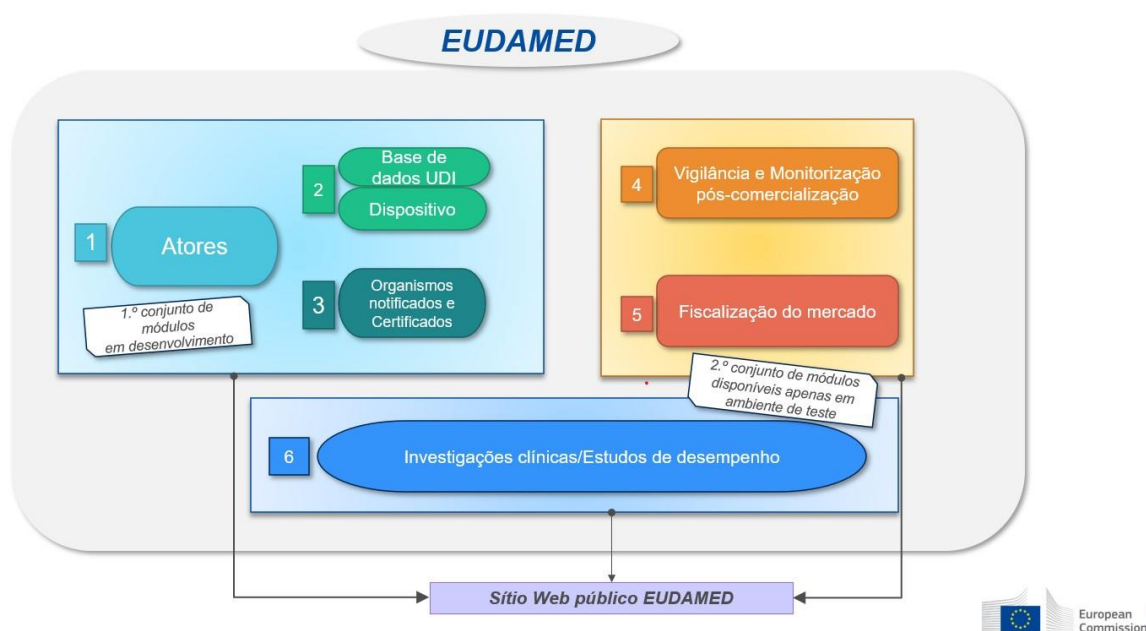 EUDAMED
1
Atores
1.º conjunto de
módulos
em desenvolvimento
2
Base de
dados UDI
Dispositivo
3
Organismos
notificados e
Certificados
4
Vigilância e Monitorização
pós-comercialização
5
Fiscalização do mercado
2.º conjunto de módulos
disponíveis apenas em
ambiente de teste
6
Investigações clínicas/Estudos de desempenho
Sítio Web público EUDAMED
European
Commission